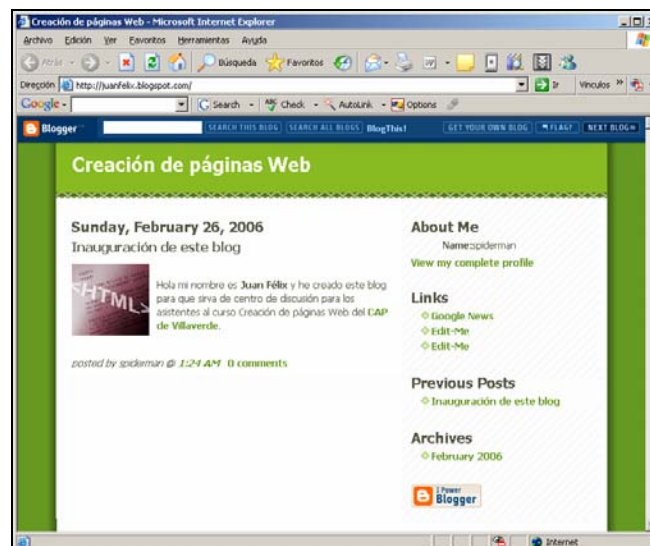 Creación de páginas Web - Microsoft Internet Explorer
Archivo Edición Ver Favoritos Herramientas Ayuda
Atrás Búsqueda Favoritos
Dirección http://juanfelix.blogspot.com/ Ir Vínculos »
Google Search Check AutoLink Options
Blogger SEARCH THIS BLOG SEARCH ALL BLOGS BlogThis! GET YOUR OWN BLOG FLAG? NEXT BLOG»
Creación de páginas Web
Sunday, February 26, 2006
Inauguración de este blog
<HTML>
Hola mi nombre es Juan Félix y he creado este blog
para que sirva de centro de discusión para los
asistentes al curso Creación de páginas Web del CAP
de Villaverde.
posted by spiderman @ 1:24 AM 0 comments
About Me
Name:spiderman
View my complete profile
Links
Google News
Edit-Me
Edit-Me
Previous Posts
Inauguración de este blog
Archives
February 2006
I Power
Blogger
Internet